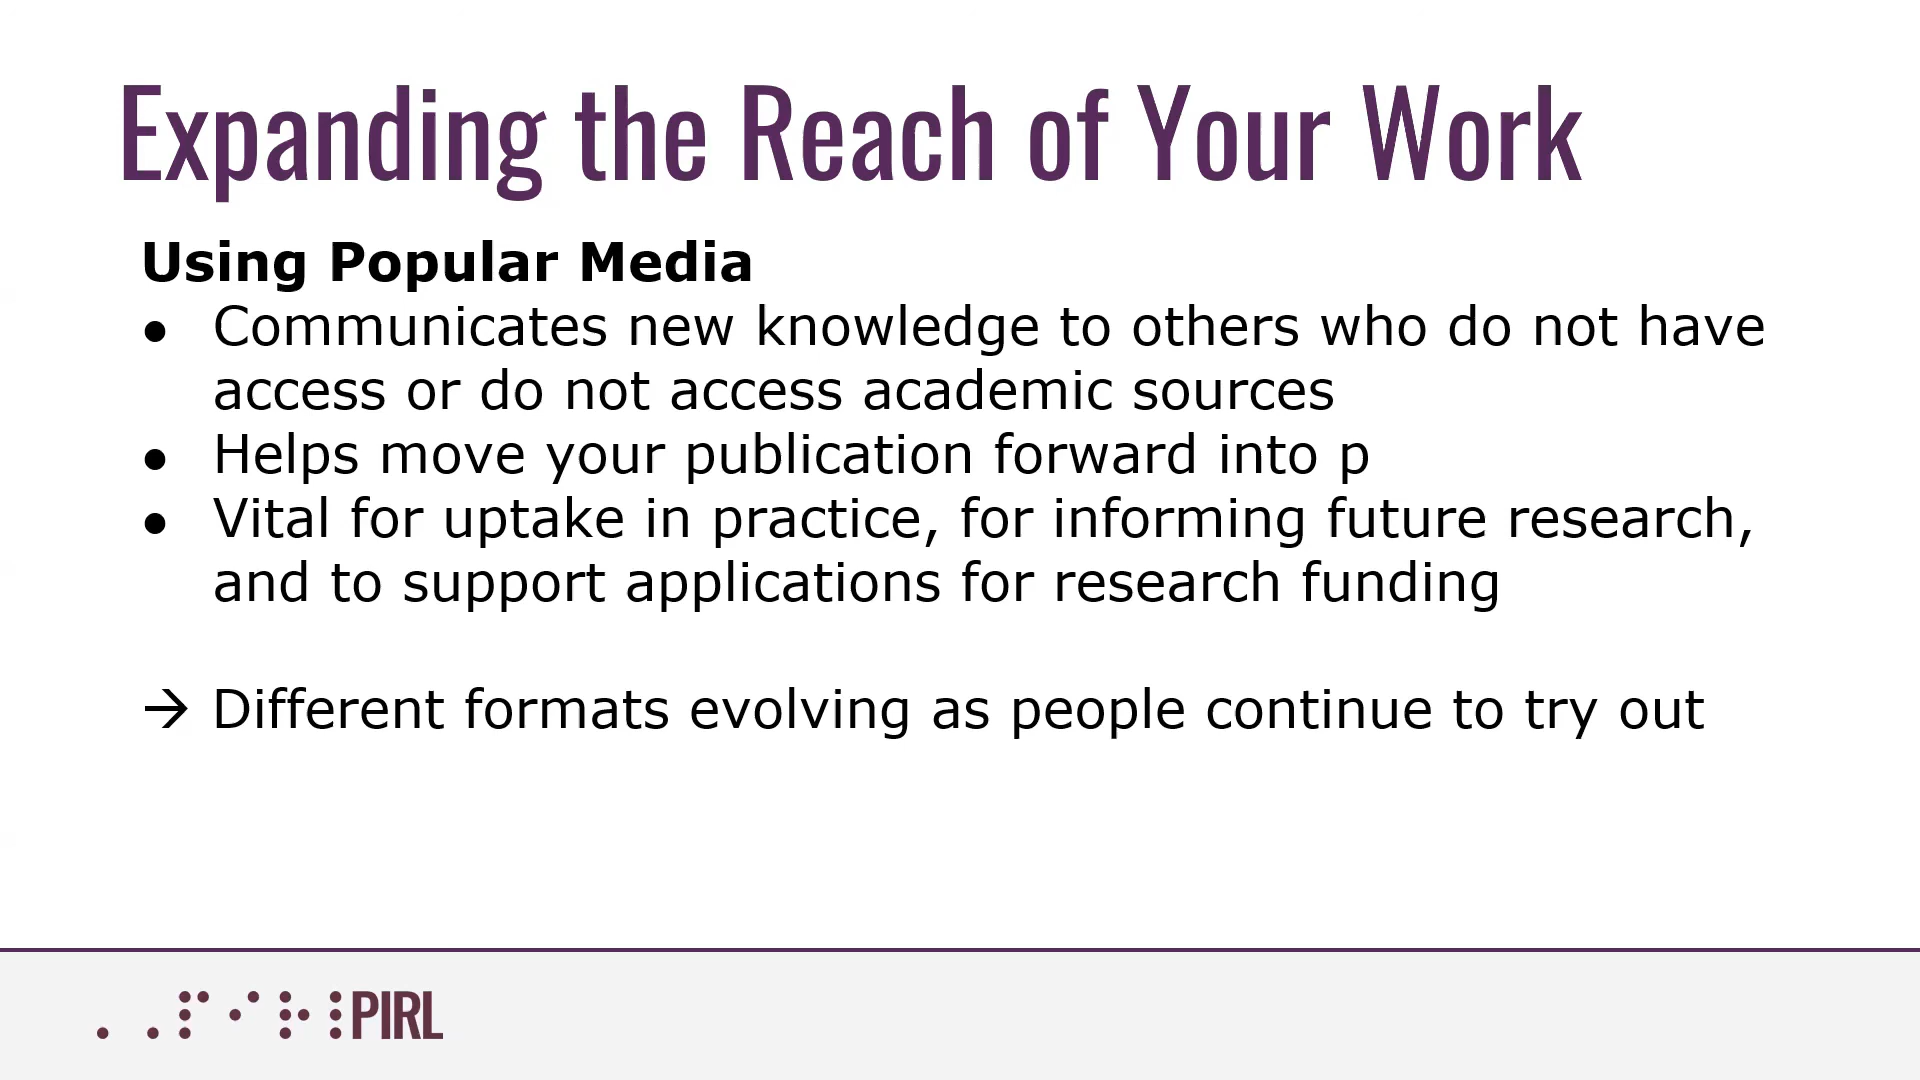 Expanding the Reach of Your Work
Using Popular Media
● Communicates new knowledge to others who do not have
access or do not access academic sources
● Helps move your publication forward into p
● Vital for uptake in practice, for informing future research,
and to support applications for research funding
→ Different formats evolving as people continue to try out
⠠⠠⠏⠊⠗⠇PIRL